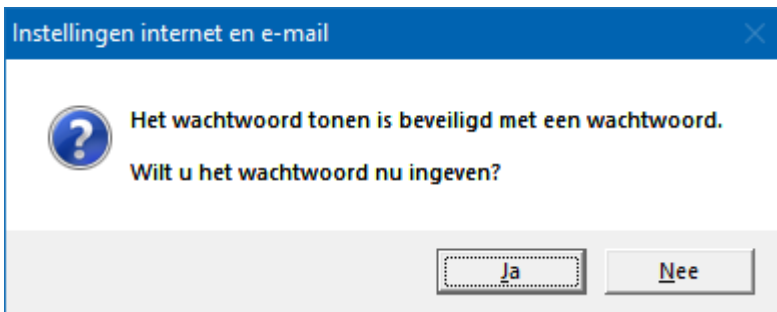 Instellingen internet en e-mail
Het wachtwoord tonen is beveiligd met een wachtwoord.
Wilt u het wachtwoord nu ingeven?
Ja
Nee